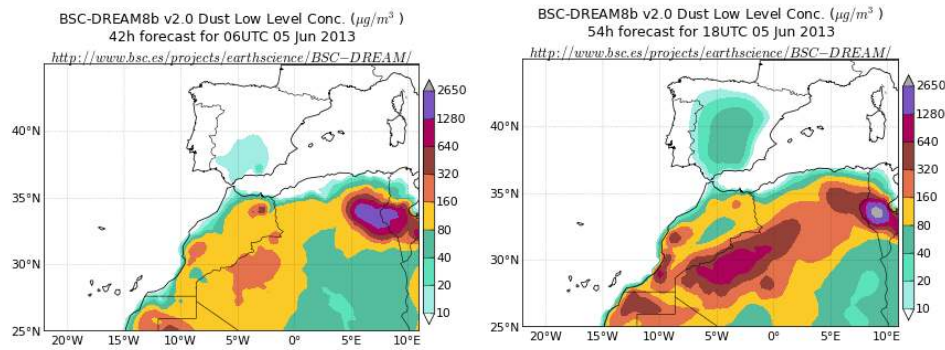 BSC-DREAM8b v2.0 Dust Low Level Conc. (μg/m³ )
42h forecast for 06UTC 05 Jun 2013
http://www.bsc.es/projects/earthscience/BSC−DREAM/
40°N
35°N
30°N
25°N
20°W
15°W
10°W
5°W
0°
5°E
10°E
2650
1280
640
320
160
80
40
20
10
BSC-DREAM8b v2.0 Dust Low Level Conc. (μg/m³ )
54h forecast for 18UTC 05 Jun 2013
http://www.bsc.es/projects/earthscience/BSC−DREAM/
40°N
35°N
30°N
25°N
20°W
15°W
10°W
5°W
0°
5°E
10°E
2650
1280
640
320
160
80
40
20
10